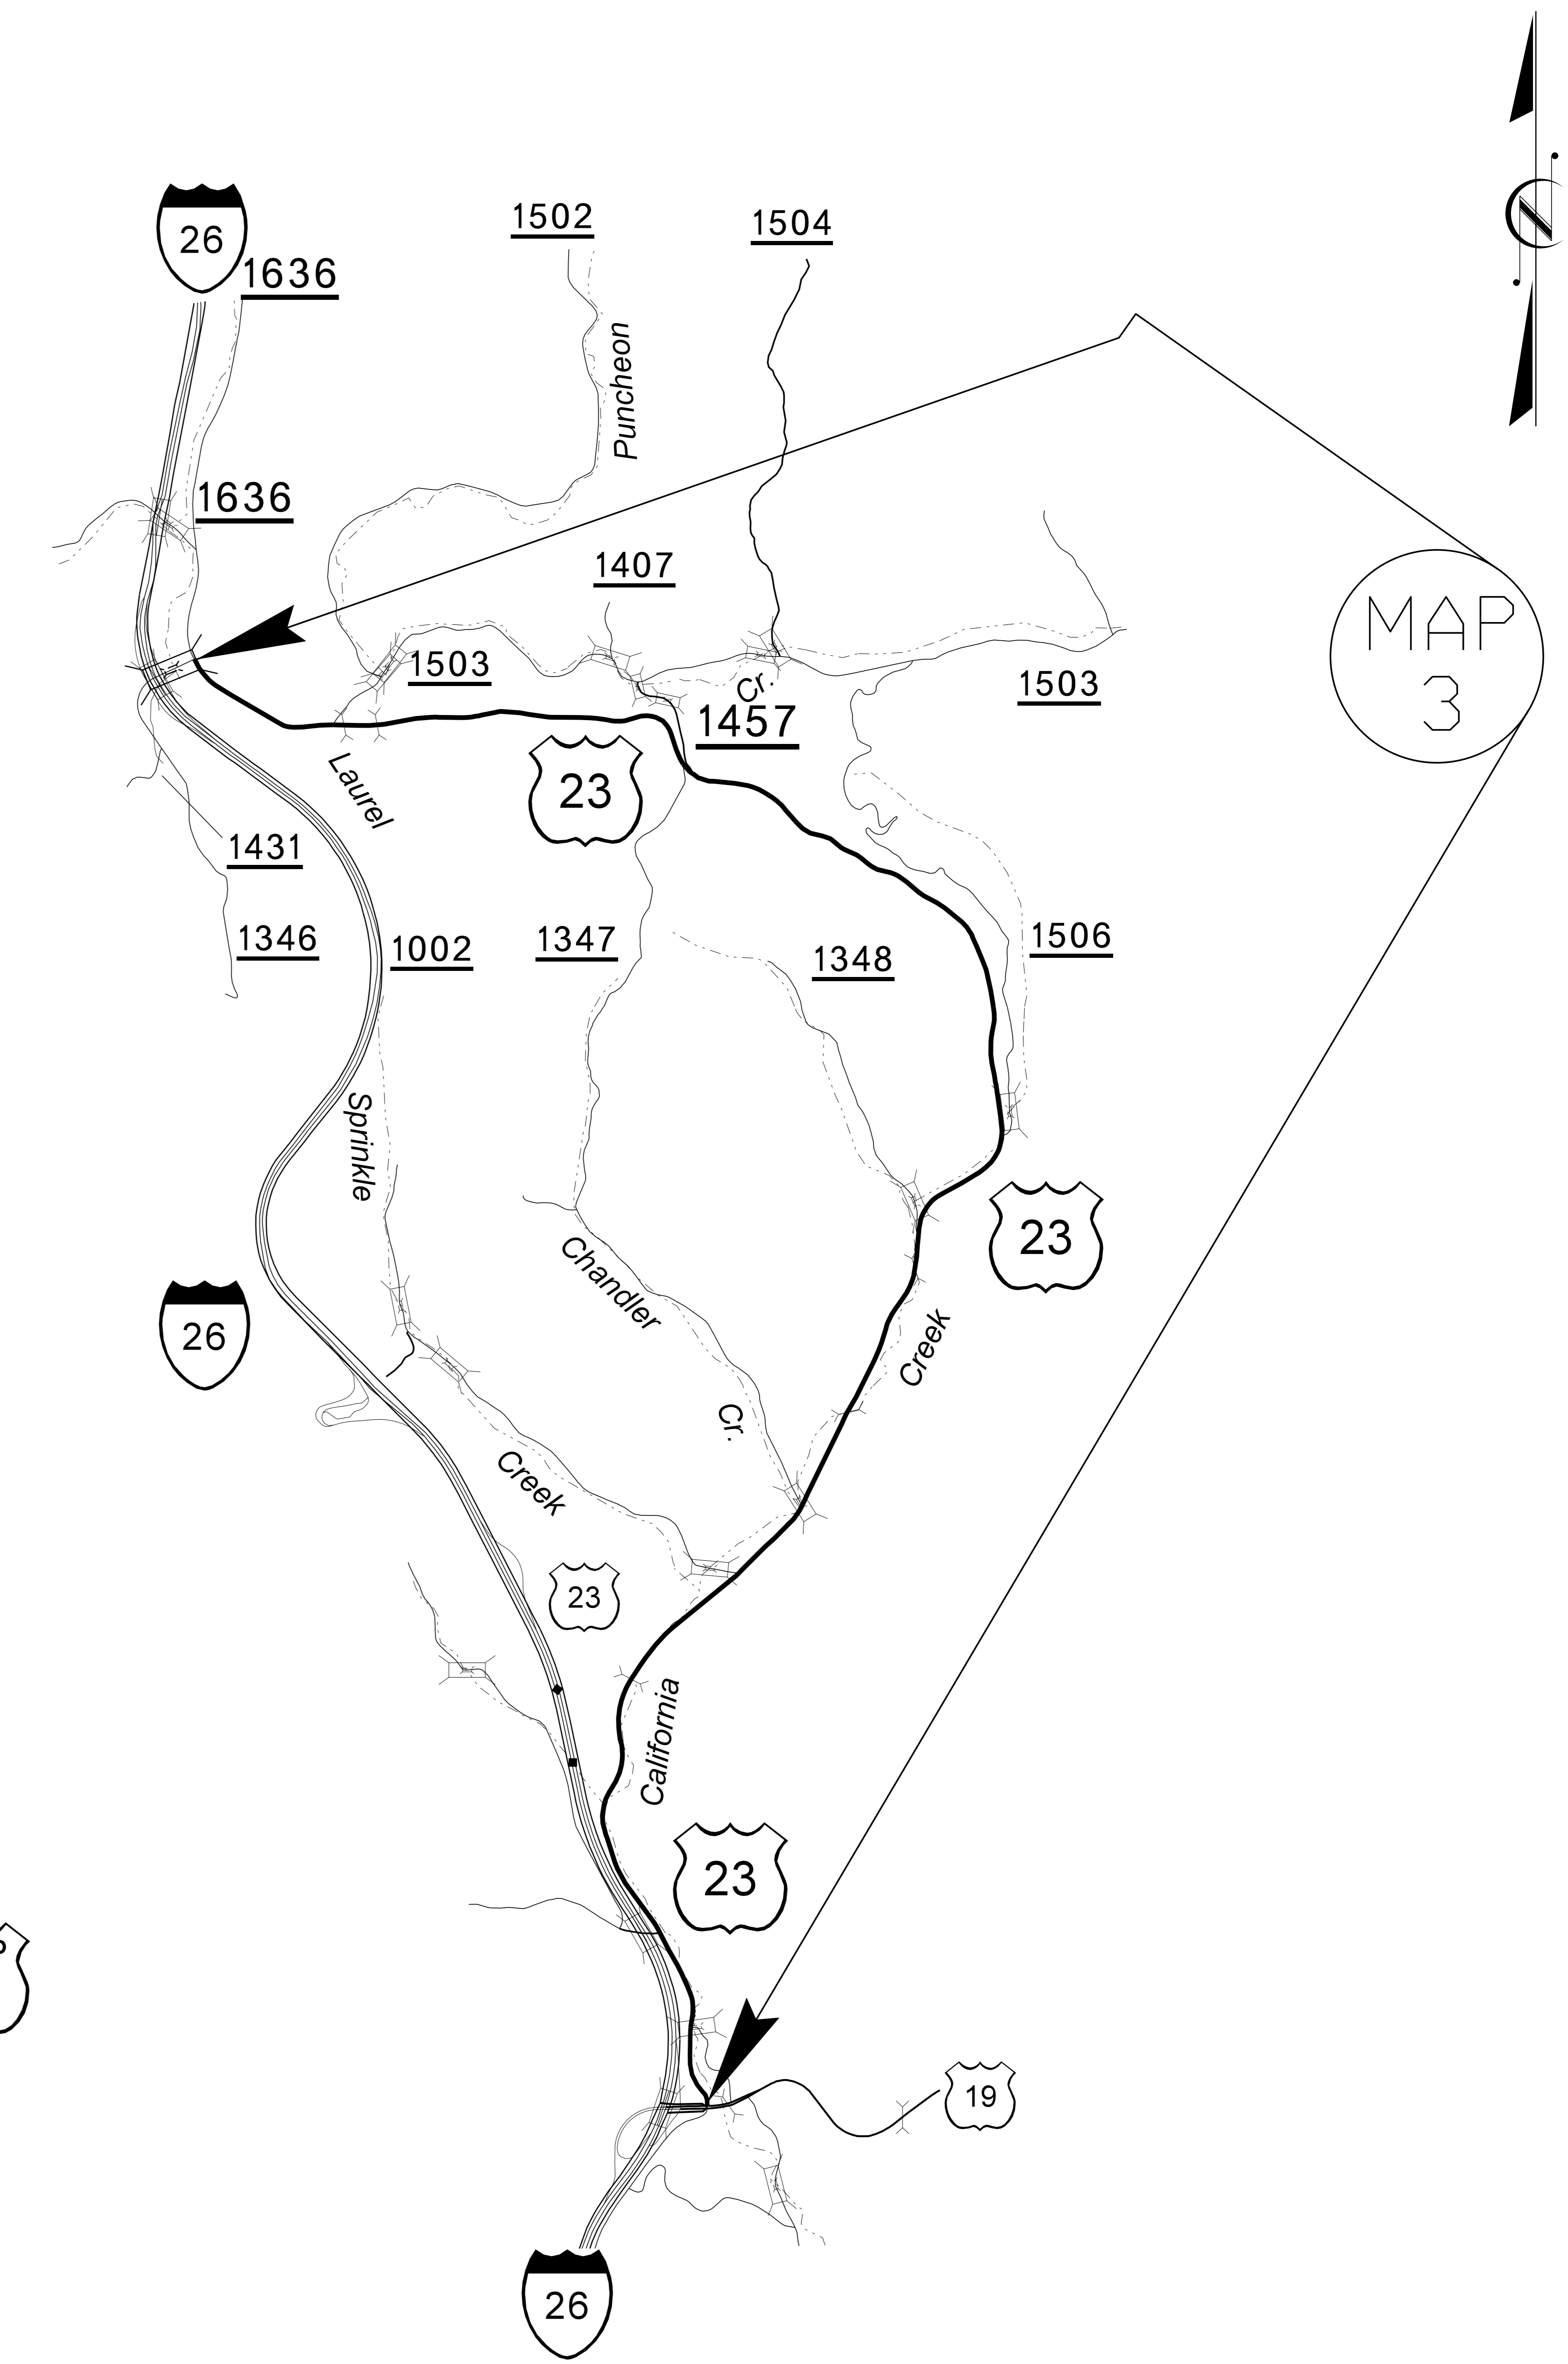 N
26
1636
1502
1504
Puncheon
1636
1407
MAP
3
1503
Cr.
1503
1457
Laurel
23
1431
1346
1002
1347
1348
1506
Sprinkle
23
Chandler
26
Creek
Cr.
Creek
23
California
23
19
26